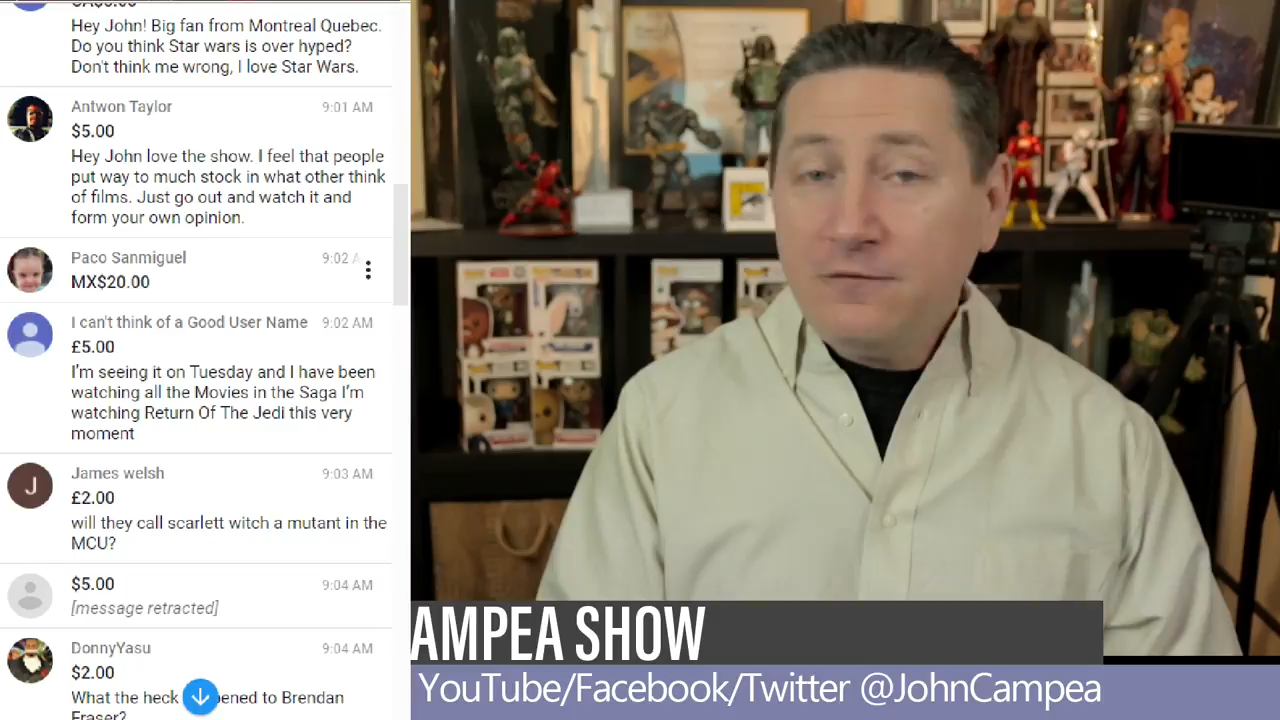 Hey John! Big fan from Montreal Quebec.
Do you think Star wars is over hyped?
Don't think me wrong, I love Star Wars.
Antwon Taylor 9:01 AM
$5.00
Hey John love the show. I feel that people
put way to much stock in what other think
of films. Just go out and watch it and
form your own opinion.
Paco Sanmiguel 9:02
MX$20.00
I can't think of a Good User Name 9:02 AM
£5.00
I'm seeing it on Tuesday and I have been
watching all the Movies in the Saga I'm
watching Return Of The Jedi this very
moment
James welsh 9:03 AM
J
£2.00
will they call scarlett witch a mutant in the
MCU?
$5.00 9:04 AM
[message retracted]
DonnyYasu 9:04 AM
$2.00
What the heck pened to Brendan
Fraser?
AMPEA SHOW
YouTube/Facebook/Twitter @JohnCampea